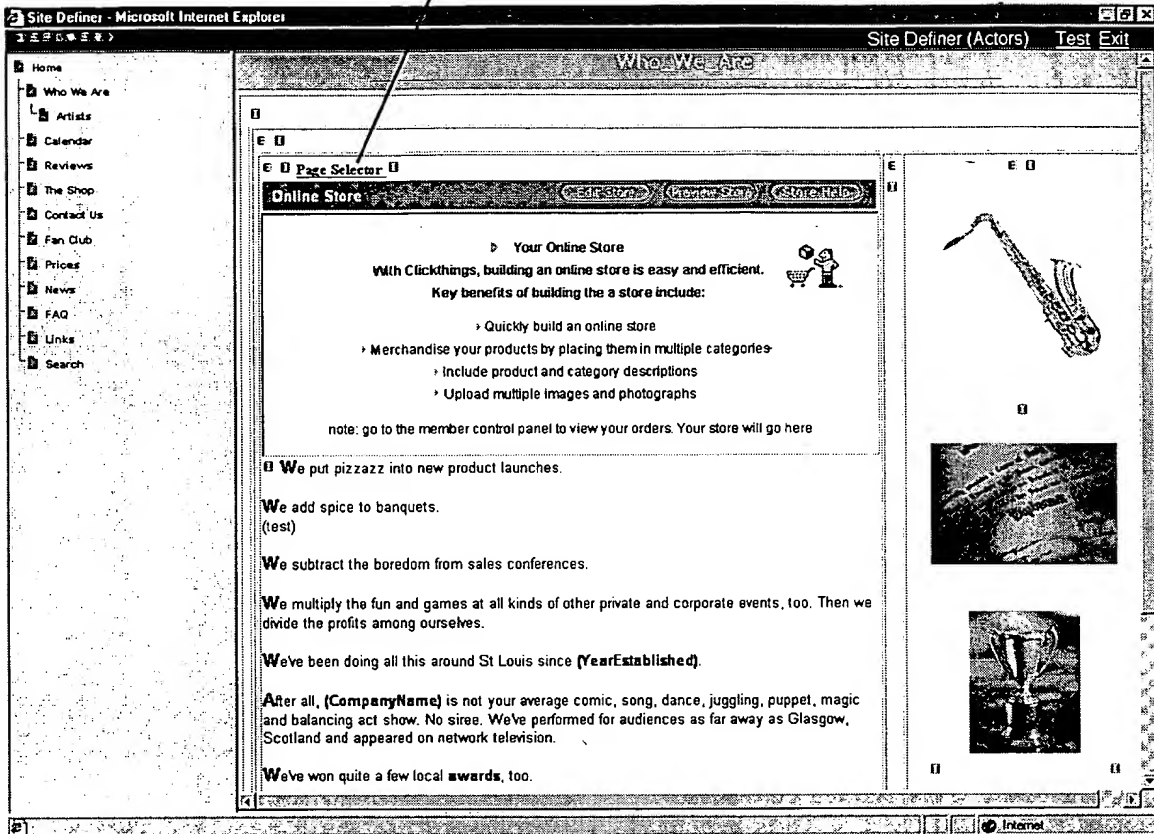 Site Definer - Microsoft Internet Explorer
Site Definer (Actors) Test Exit
Home
Who We Are
Artists
Calendar
Reviews
The Shop
Contact Us
Fan Club
Prices
News
FAQ
Links
Search
Who_We_Are
E
E Page Selector
Online Store Edit Store Preview Store Store Help
Your Online Store
With Clickthings, building an online store is easy and efficient.
Key benefits of building the a store include:
› Quickly build an online store
› Merchandise your products by placing them in multiple categories
› Include product and category descriptions
› Upload multiple images and photographs
note: go to the member control panel to view your orders. Your store will go here
We put pizzazz into new product launches.
We add spice to banquets.
(test)
We subtract the boredom from sales conferences.
We multiply the fun and games at all kinds of other private and corporate events, too. Then we
divide the profits among ourselves.
We've been doing all this around St Louis since (YearEstablished).
After all, (CompanyName) is not your average comic, song, dance, juggling, puppet, magic
and balancing act show. No siree. We've performed for audiences as far away as Glasgow,
Scotland and appeared on network television.
We've won quite a few local awards, too.
E
E
Internet